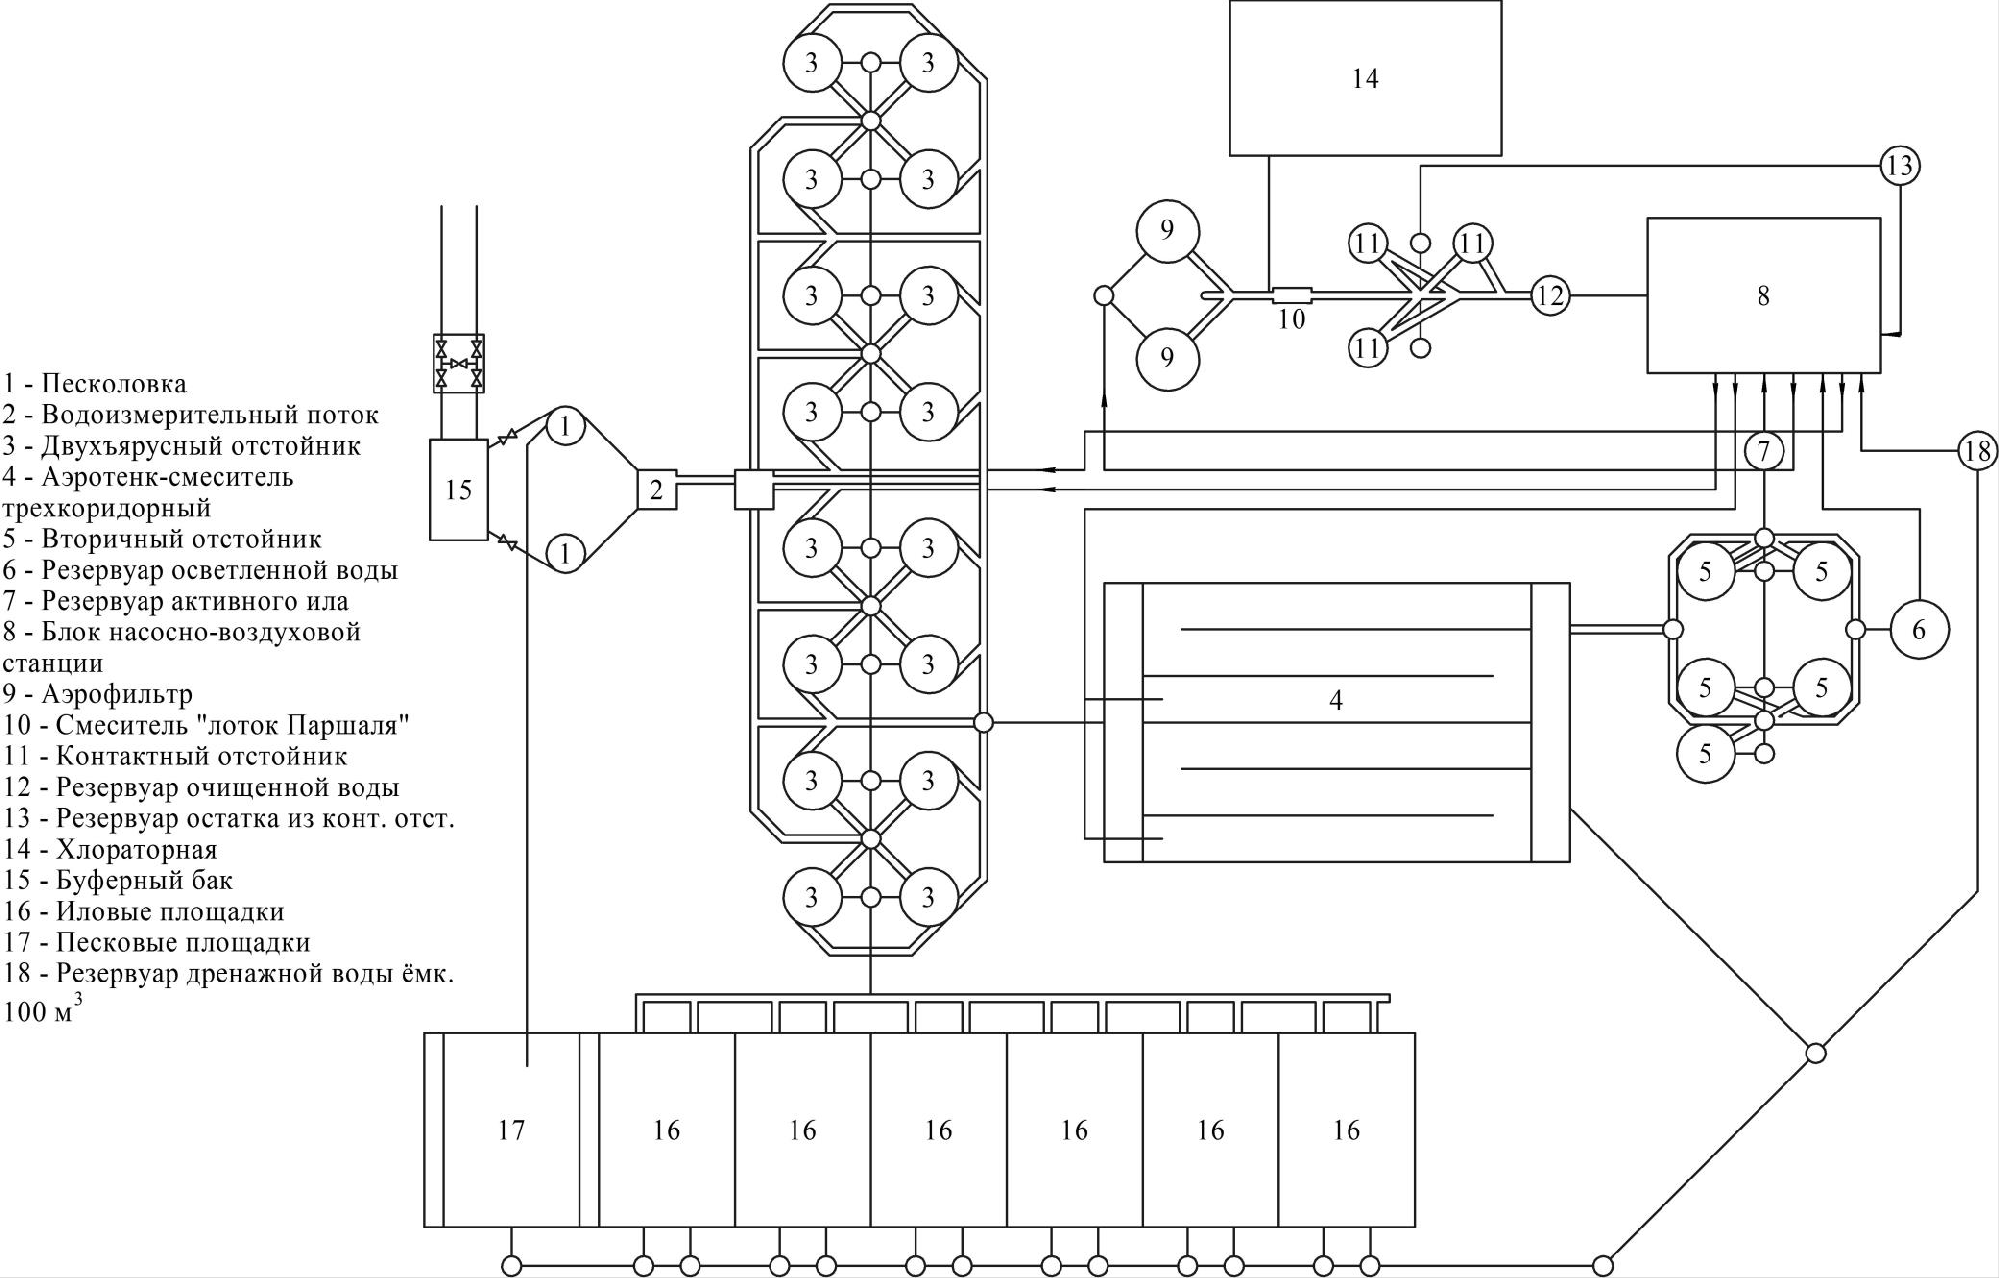 3 3
14
3 3
13
9
11 11
3 3
12
8
10
9
11
1 - Песколовка
2 - Водоизмерительный поток
3 - Двухъярусный отстойник
4 - Аэротенк-смеситель
трехкоридорный
5 - Вторичный отстойник
6 - Резервуар осветленной воды
7 - Резервуар активного ила
8 - Блок насосно-воздуховой
станции
9 - Аэрофильтр
10 - Смеситель "лоток Паршаля"
11 - Контактный отстойник
12 - Резервуар очищенной воды
13 - Резервуар остатка из конт. отст.
14 - Хлораторная
15 - Буферный бак
16 - Иловые площадки
17 - Песковые площадки
18 - Резервуар дренажной воды ёмк.
100 м³
1
3 3
7
18
15
2
1
3 3
5 5
6
3 3
4
5 5
5
3 3
3 3
17 16 16 16 16 16 16